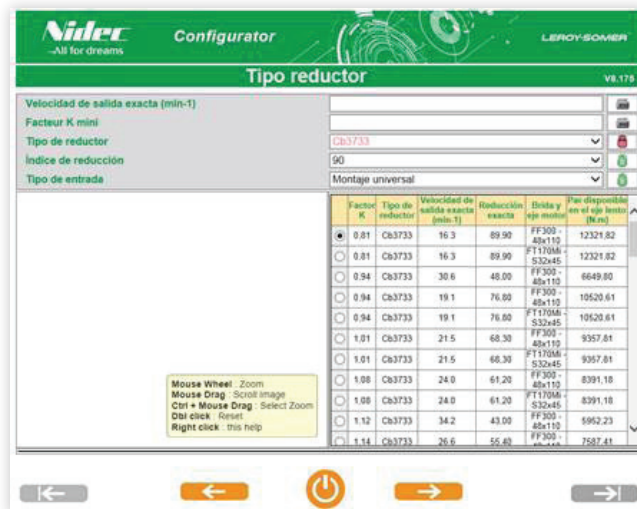 Nidec
-All for dreams
Configurator
LEROY-SOMER
Tipo reductor
V8.175
Velocidad de salida exacta (min-1)
Facteur K mini
Tipo de reductor Cb3733
Índice de reducción 90
Tipo de entrada Montaje universal
Factor K Tipo de reductor Velocidad de salida exacta (min-1) Reducción exacta Brida y eje motor Par disponible en el eje lento (N.m)
0,81 Cb3733 16.3 89.90 FF300 - 48x110 12321,82
0,81 Cb3733 16.3 89.90 FT170Mi - S32x45 12321,82
0,94 Cb3733 30.6 48.00 FF300 - 48x110 6649,80
0,94 Cb3733 19.1 76.80 FF300 - 48x110 10520,61
0,94 Cb3733 19.1 76.80 FT170Mi - S32x45 10520,61
1,01 Cb3733 21.5 68.30 FF300 - 48x110 9357,81
1,01 Cb3733 21.5 68.30 FT170Mi - S32x45 9357,81
1,08 Cb3733 24.0 61.20 FF300 - 48x110 8391,18
1,08 Cb3733 24.0 61.20 FT170Mi - S32x45 8391,18
1,12 Cb3733 34.2 43.00 FF300 - 48x110 5952,23
1,14 Cb3733 26.6 55.40 FF300 - 7587,41
Mouse Wheel : Zoom
Mouse Drag : Scroll image
Ctrl + Mouse Drag : Select Zoom
Dbl click : Reset
Right click : this help